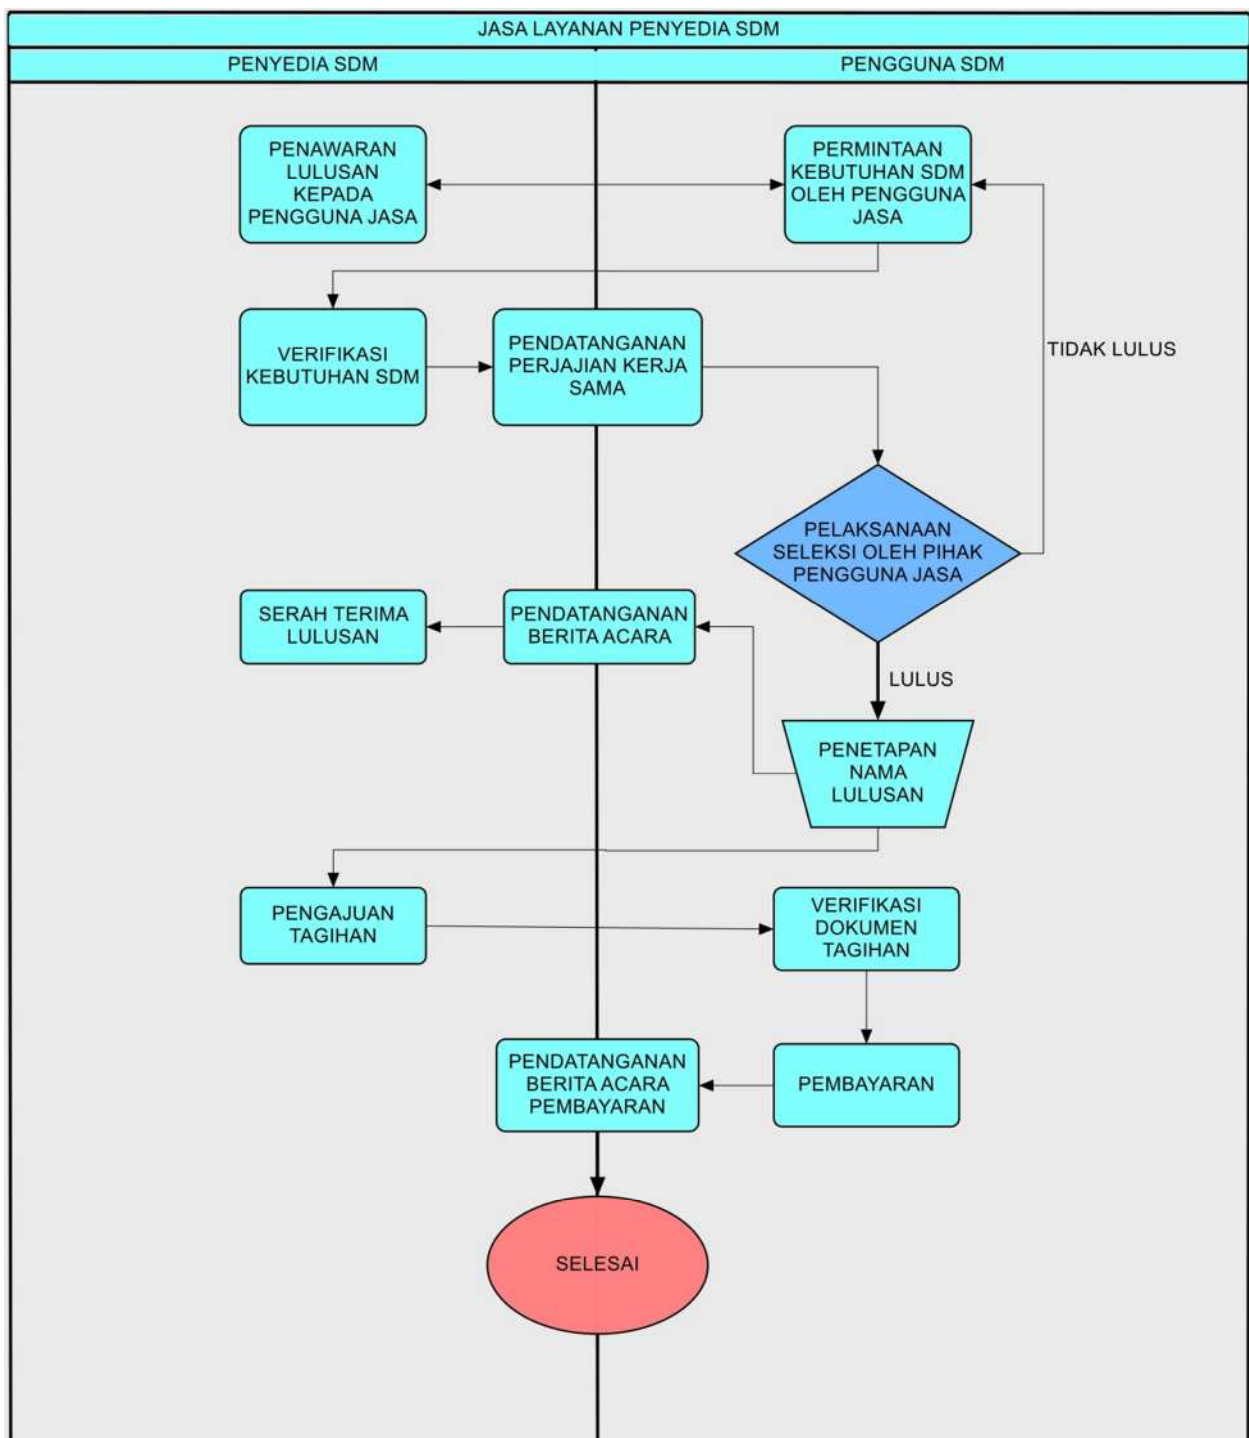 JASA LAYANAN PENYEDIA SDM
PENYEDIA SDM
PENGGUNA SDM
PENAWARAN
LULUSAN
KEPADA
PENGGUNA JASA
PERMINTAAN
KEBUTUHAN SDM
OLEH PENGGUNA
JASA
VERIFIKASI
KEBUTUHAN SDM
PENDATANGANAN
PERJAJIAN KERJA
SAMA
TIDAK LULUS
PELAKSANAAN
SELEKSI OLEH PIHAK
PENGGUNA JASA
SERAH TERIMA
LULUSAN
PENDATANGANAN
BERITA ACARA
LULUS
PENETAPAN
NAMA
LULUSAN
PENGAJUAN
TAGIHAN
VERIFIKASI
DOKUMEN
TAGIHAN
PENDATANGANAN
BERITA ACARA
PEMBAYARAN
PEMBAYARAN
SELESAI